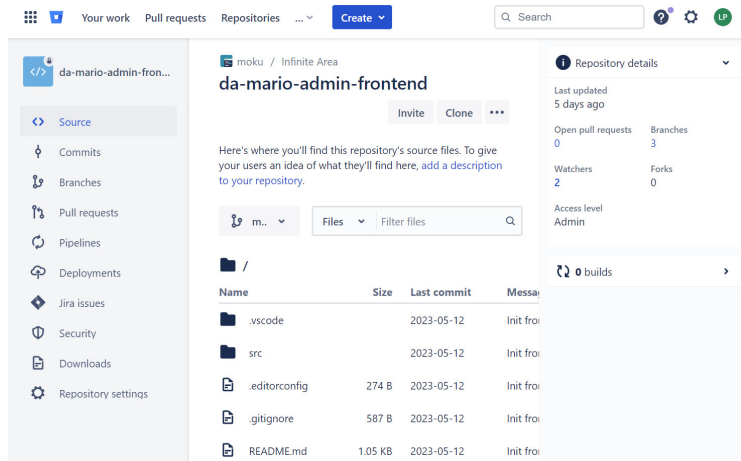 Your work Pull requests Repositories ... Create Search ? LP
da-mario-admin-fron...
Source
Commits
Branches
Pull requests
Pipelines
Deployments
Jira issues
Security
Downloads
Repository settings
moku / Infinite Area
da-mario-admin-frontend
Invite Clone •••
Here's where you'll find this repository's source files. To give
your users an idea of what they'll find here, add a description
to your repository.
m.. Files Filter files
/
Name Size Last commit Messa
.vscode 2023-05-12 Init fro
src 2023-05-12 Init fro
.editorconfig 274 B 2023-05-12 Init fro
.gitignore 587 B 2023-05-12 Init fro
README.md 1.05 KB 2023-05-12 Init fro
Repository details
Last updated
5 days ago
Open pull requests Branches
0 3
Watchers Forks
2 0
Access level
Admin
0 builds